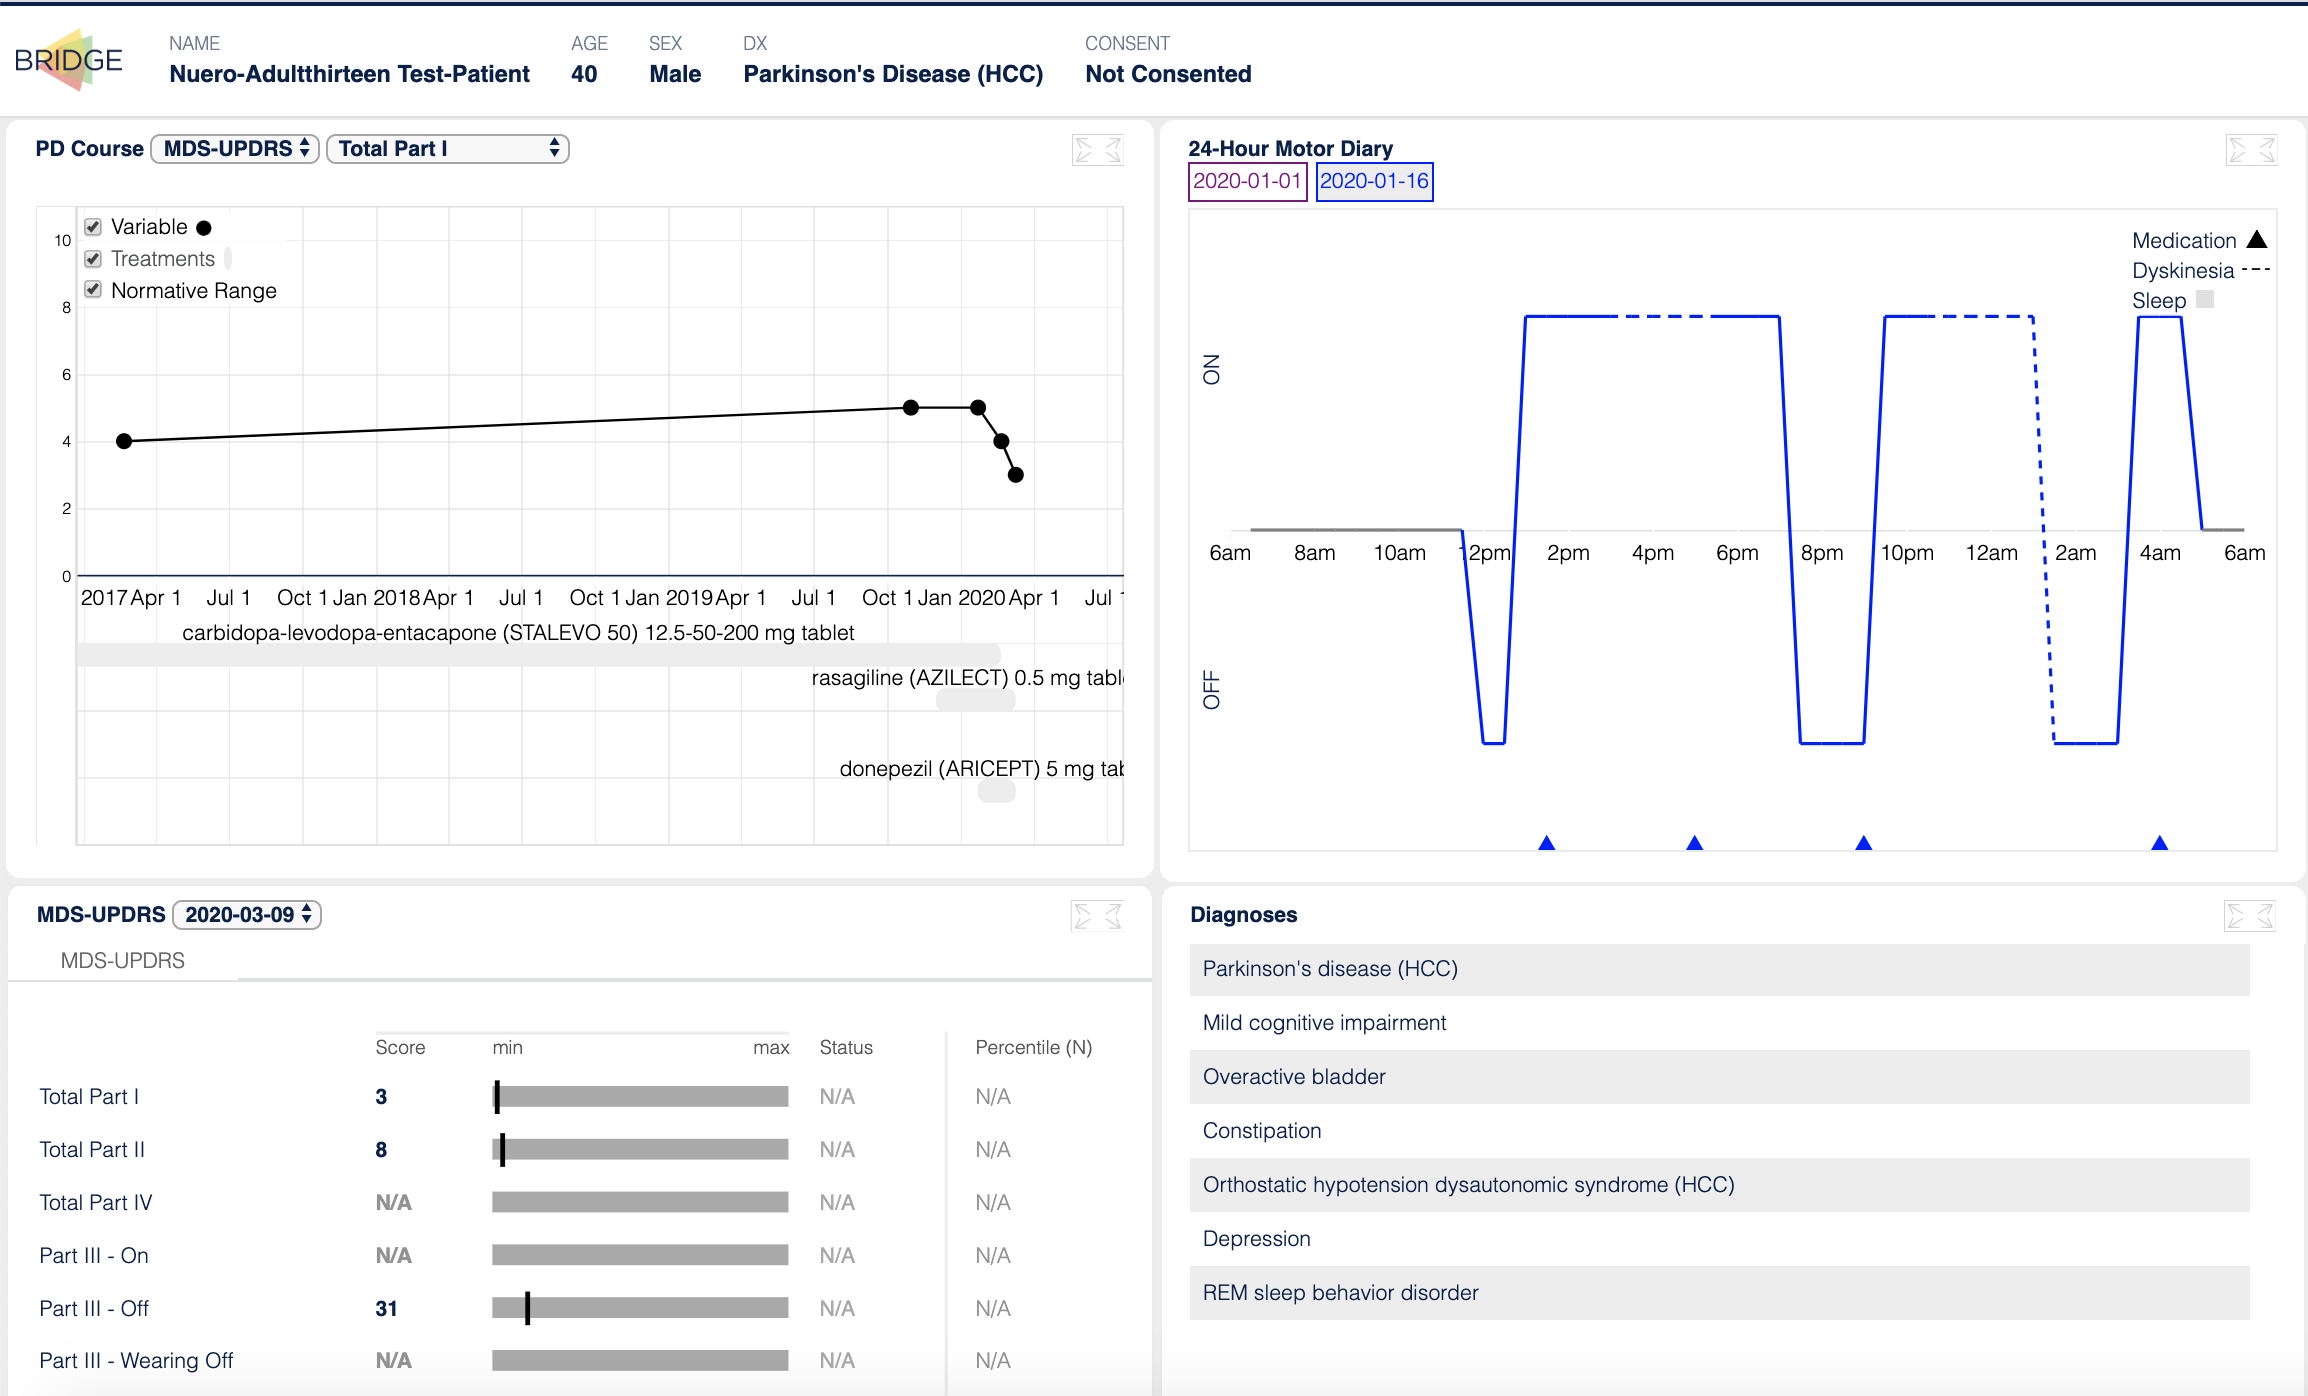 BRIDGE
NAME
Nuero-Adultthirteen Test-Patient
AGE
40
SEX
Male
DX
Parkinson's Disease (HCC)
CONSENT
Not Consented
PD Course MDS-UPDRS Total Part I
Variable
Treatments
Normative Range
10
8
6
4
2
0
2017 Apr 1 Jul 1 Oct 1 Jan 2018 Apr 1 Jul 1 Oct 1 Jan 2019 Apr 1 Jul 1 Oct 1 Jan 2020 Apr 1 Jul 1
carbidopa-levodopa-entacapone (STALEVO 50) 12.5-50-200 mg tablet
rasagiline (AZILECT) 0.5 mg
donepezil (ARICEPT) 5 mg
24-Hour Motor Diary
2020-01-01 2020-01-16
Medication
Dyskinesia
Sleep
ON
6am 8am 10am 12pm 2pm 4pm 6pm 8pm 10pm 12am 2am 4am 6am
OFF
MDS-UPDRS 2020-03-09
MDS-UPDRS
Score min max Status Percentile (N)
Total Part I 3 N/A N/A
Total Part II 8 N/A N/A
Total Part IV N/A N/A N/A
Part III - On N/A N/A N/A
Part III - Off 31 N/A N/A
Part III - Wearing Off N/A N/A N/A
Diagnoses
Parkinson's disease (HCC)
Mild cognitive impairment
Overactive bladder
Constipation
Orthostatic hypotension dysautonomic syndrome (HCC)
Depression
REM sleep behavior disorder